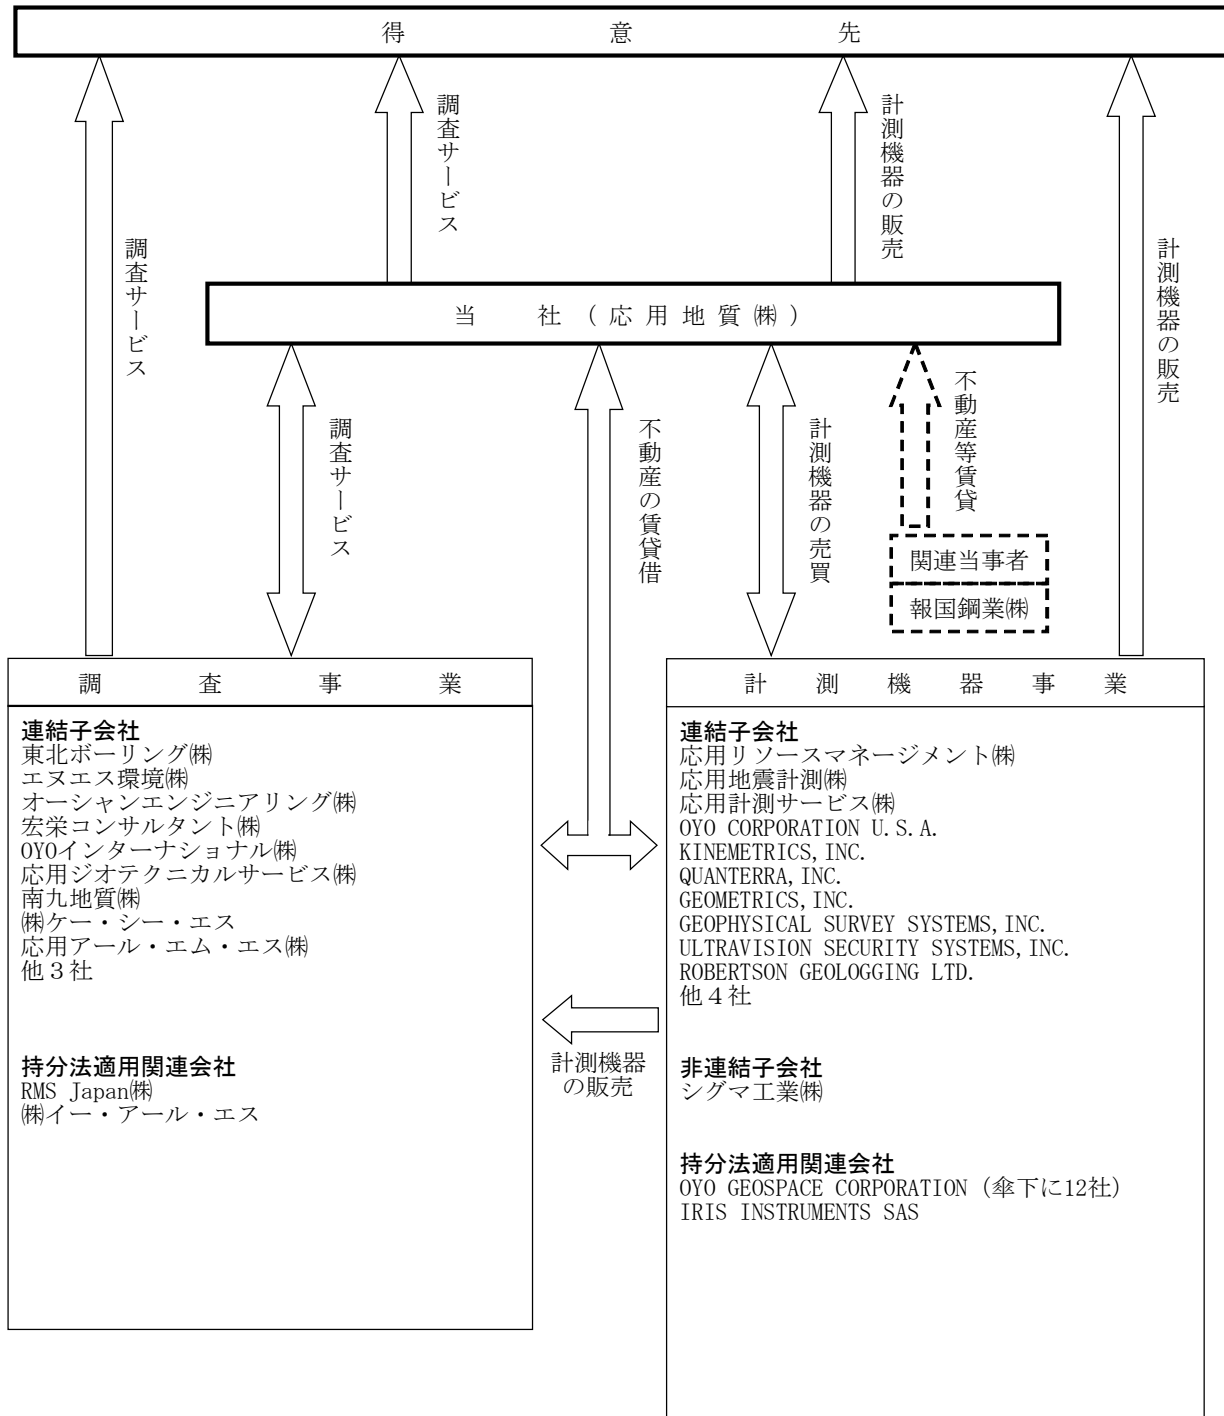 得意先
調査サービス
計測機器の販売
調査サービス
計測機器の販売
当社(応用地質㈱)
調査サービス
不動産の賃貸借
計測機器の売買
不動産等賃貸
関連当事者
報国鋼業㈱
調査事業
連結子会社
東北ボーリング㈱
エヌエス環境㈱
オーシャンエンジニアリング㈱
宏栄コンサルタント㈱
OYOインターナショナル㈱
応用ジオテクニカルサービス㈱
南九地質㈱
㈱ケー・シー・エス
応用アール・エム・エス㈱
他3社
持分法適用関連会社
RMS Japan㈱
㈱イー・アール・エス
計測機器
の販売
計測機器事業
連結子会社
応用リソースマネージメント㈱
応用地震計測㈱
応用計測サービス㈱
OYO CORPORATION U.S.A.
KINEMETRICS,INC.
QUANTERRA,INC.
GEOMETRICS,INC.
GEOPHYSICAL SURVEY SYSTEMS,INC.
ULTRAVISION SECURITY SYSTEMS,INC.
ROBERTSON GEOLOGGING LTD.
他4社
非連結子会社
シグマ工業㈱
持分法適用関連会社
OYO GEOSPACE CORPORATION (傘下に12社)
IRIS INSTRUMENTS SAS